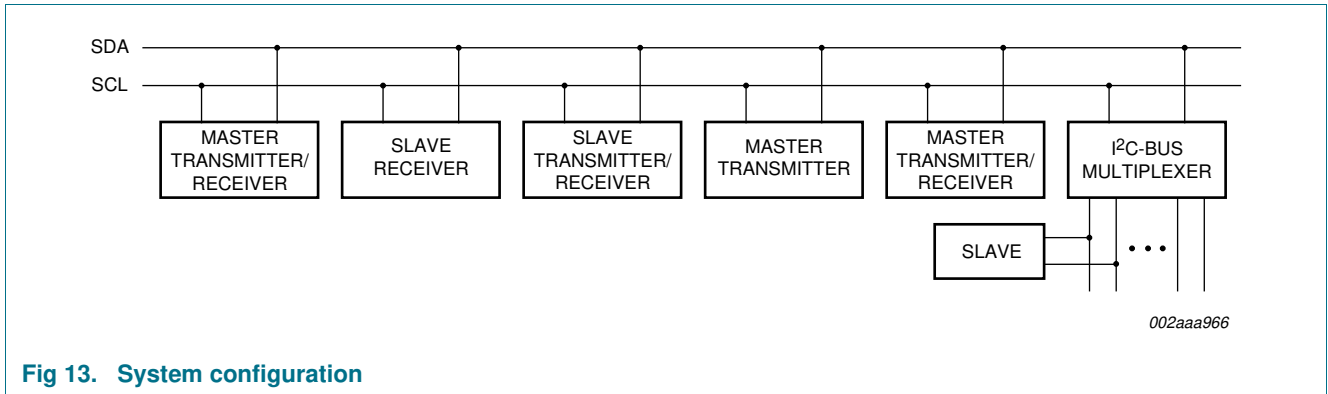 SDA
SCL
MASTER
TRANSMITTER/
RECEIVER
SLAVE
RECEIVER
SLAVE
TRANSMITTER/
RECEIVER
MASTER
TRANSMITTER
MASTER
TRANSMITTER/
RECEIVER
I²C-BUS
MULTIPLEXER
SLAVE
002aaa966
Fig 13. System configuration